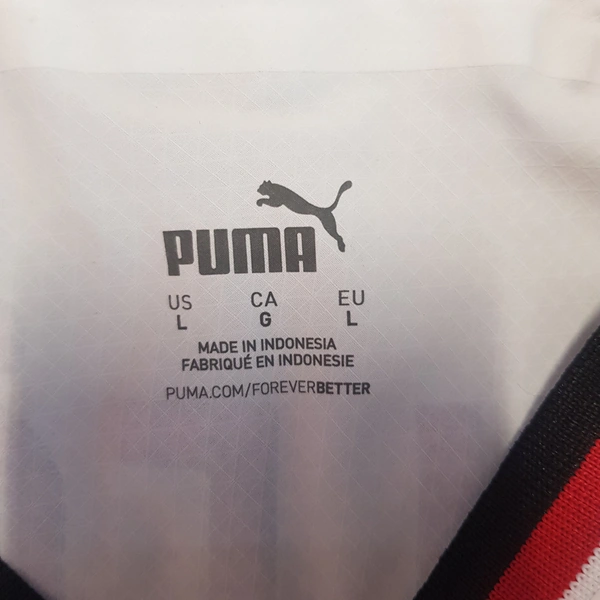 PUMA
US CA EU
L G L
MADE IN INDONESIA
FABRIQUÉ EN INDONESIE
PUMA.COM/FOREVERBETTER